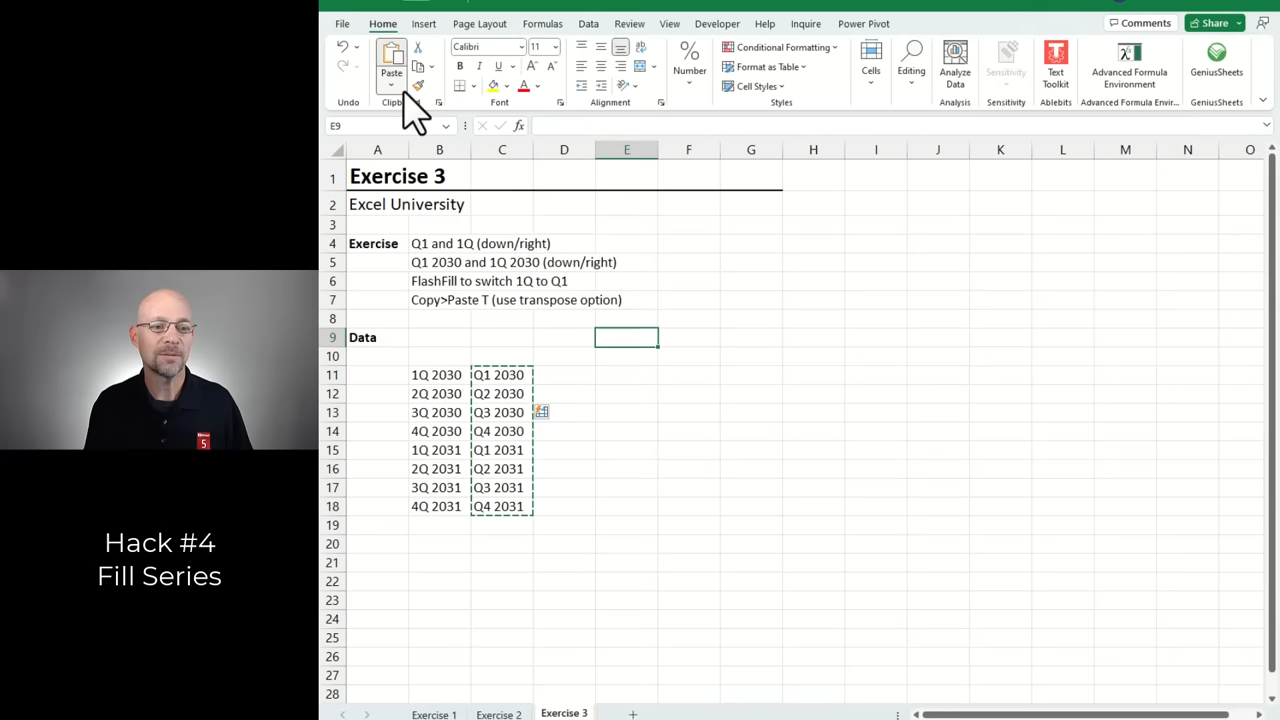 File Home Insert Page Layout Formulas Data Review View Developer Help Inquire Power Pivot Comments Share
Calibri 11 Conditional Formatting
Paste Number Format as Table Cells Editing Analyze Data Sensitivity Text Toolkit Advanced Formula Environment GeniusSheets
Cell Styles
Undo Font Alignment Styles Analysis Sensitivity Ablebits Advanced Formula Envir... GeniusSheets
E9 fx
A B C D E F G H I J K L M N O
1 Exercise 3
2 Excel University
3
4 Exercise Q1 and 1Q (down/right)
5 Q1 2030 and 1Q 2030 (down/right)
6 FlashFill to switch 1Q to Q1
7 Copy>Paste T (use transpose option)
8
9 Data
10
11 1Q 2030 Q1 2030
12 2Q 2030 Q2 2030
13 3Q 2030 Q3 2030
14 4Q 2030 Q4 2030
15 1Q 2031 Q1 2031
16 2Q 2031 Q2 2031
17 3Q 2031 Q3 2031
18 4Q 2031 Q4 2031
19
20
21
22
23
24
25
26
27
28
Exercise 1 Exercise 2 Exercise 3
5
Hack #4
Fill Series